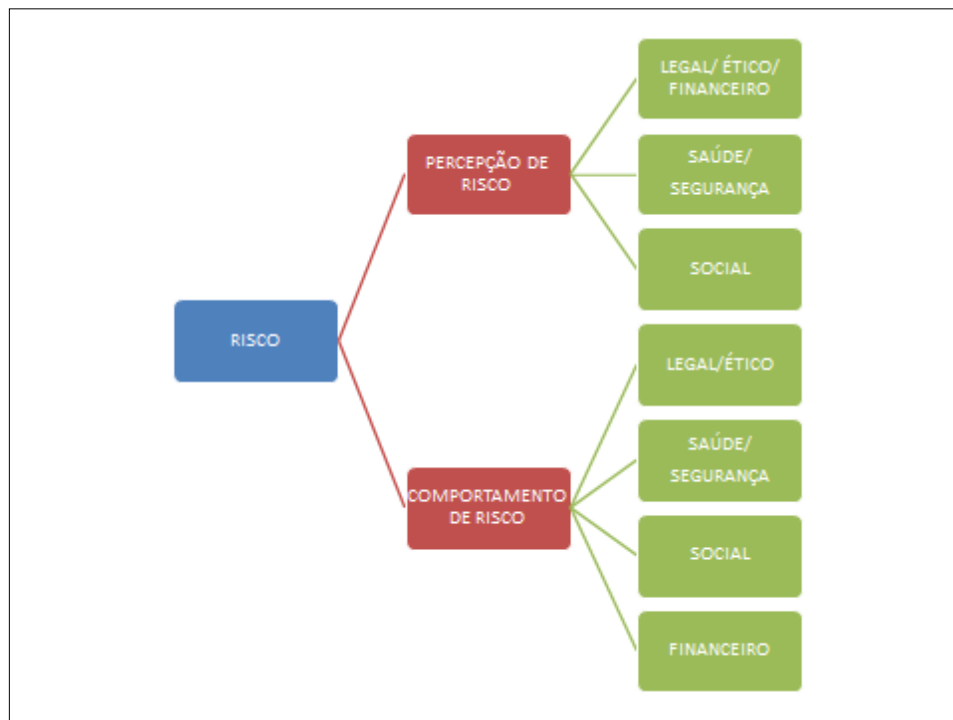 RISCO
PERCEPÇÃO DE
RISCO
LEGAL/ ÉTICO/
FINANCEIRO
SAÚDE/
SEGURANÇA
SOCIAL
COMPORTAMENTO
DE RISCO
LEGAL/ÉTICO
SAÚDE/
SEGURANÇA
SOCIAL
FINANCEIRO